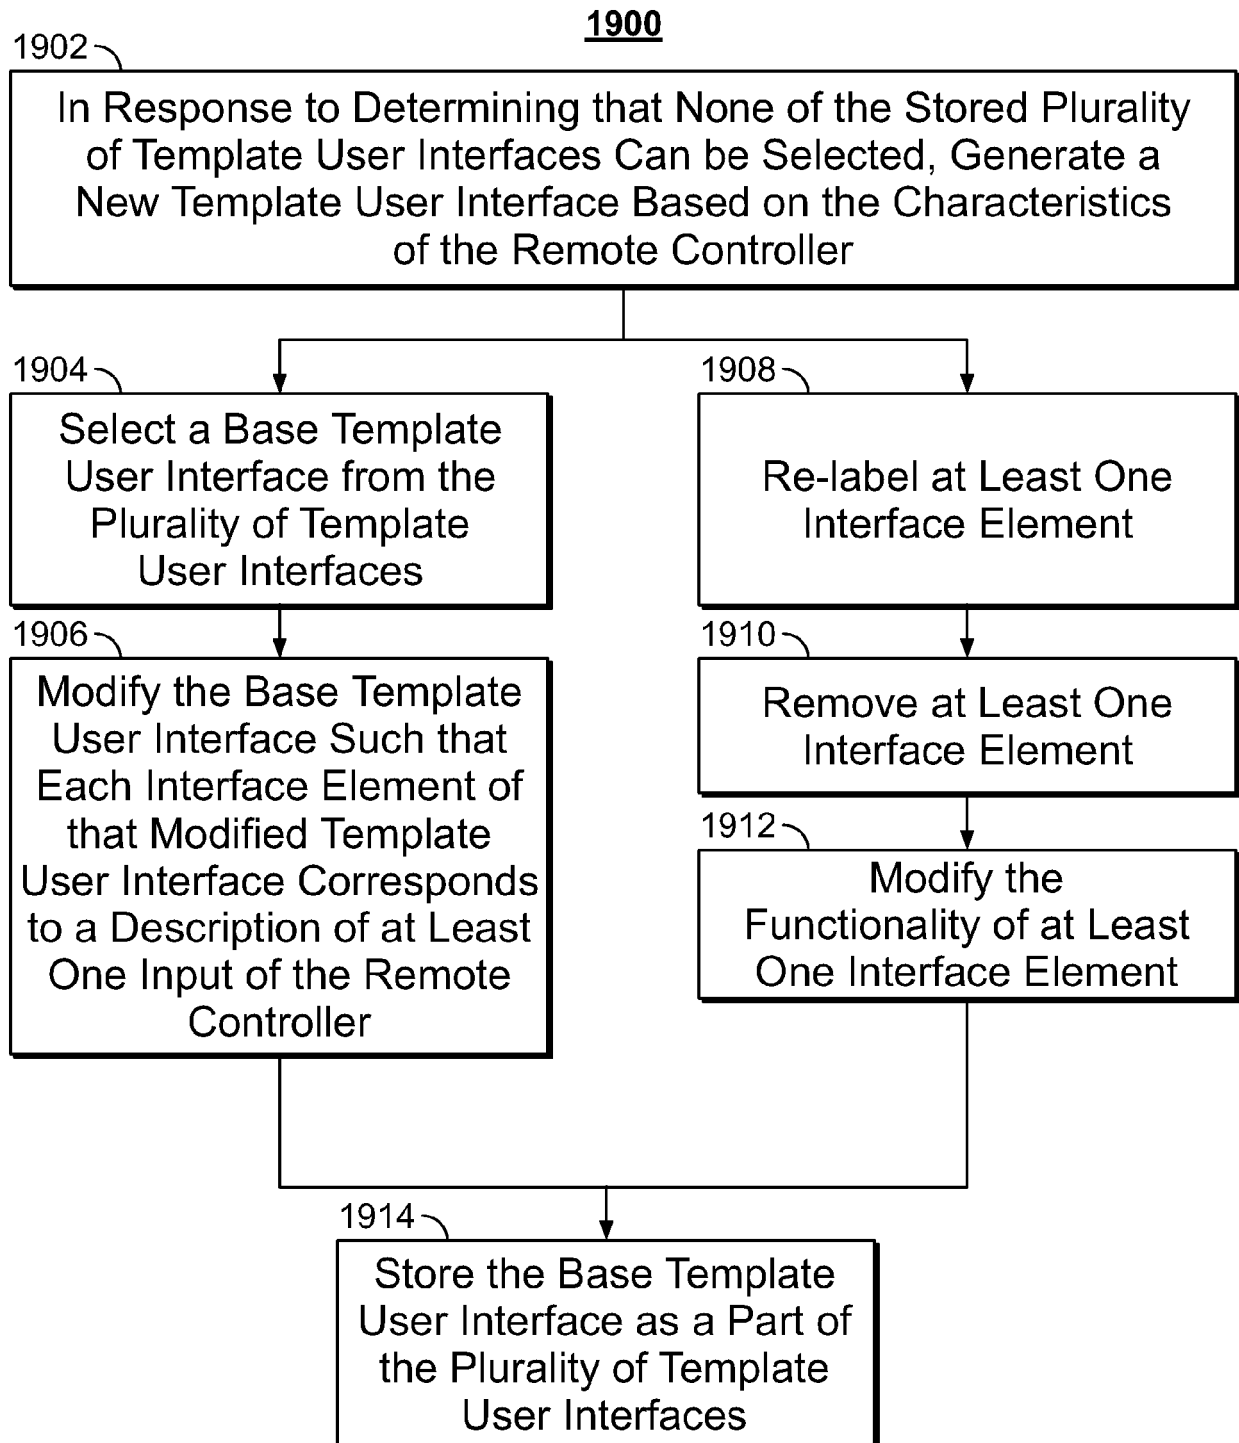 1900
1902
In Response to Determining that None of the Stored Plurality
of Template User Interfaces Can be Selected, Generate a
New Template User Interface Based on the Characteristics
of the Remote Controller
1904
Select a Base Template
User Interface from the
Plurality of Template
User Interfaces
1906
Modify the Base Template
User Interface Such that
Each Interface Element of
that Modified Template
User Interface Corresponds
to a Description of at Least
One Input of the Remote
Controller
1908
Re-label at Least One
Interface Element
1910
Remove at Least One
Interface Element
1912
Modify the
Functionality of at Least
One Interface Element
1914
Store the Base Template
User Interface as a Part of
the Plurality of Template
User Interfaces